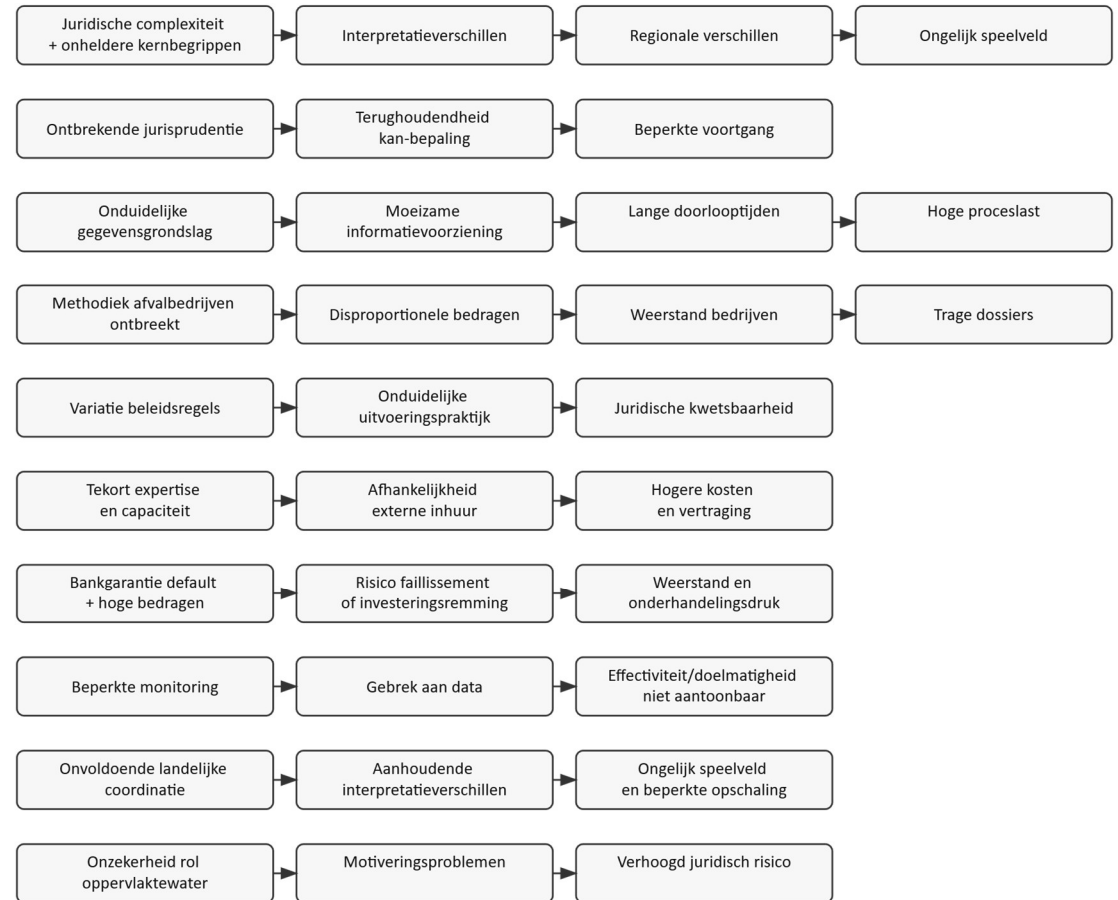 Juridische complexiteit
+ onheldere kernbegrippen
Interpretatieverschillen
Regionale verschillen
Ongelijk speelveld
Ontbrekende jurisprudentie
Terughoudendheid
kan-bepaling
Beperkte voortgang
Onduidelijke
gegevensgrondslag
Moeizame
informatievoorziening
Lange doorlooptijden
Hoge proceslast
Methodiek afvalbedrijven
ontbreekt
Disproportionele bedragen
Weerstand bedrijven
Trage dossiers
Variatie beleidsregels
Onduidelijke
uitvoeringspraktijk
Juridische kwetsbaarheid
Tekort expertise
en capaciteit
Afhankelijkheid
externe inhuur
Hogere kosten
en vertraging
Bankgarantie default
+ hoge bedragen
Risico faillissement
of investeringsremming
Weerstand en
onderhandelingsdruk
Beperkte monitoring
Gebrek aan data
Effectiviteit/doelmatigheid
niet aantoonbaar
Onvoldoende landelijke
coordinatie
Aanhoudende
interpretatieverschillen
Ongelijk speelveld
en beperkte opschaling
Onzekerheid rol
oppervlaktewater
Motiveringsproblemen
Verhoogd juridisch risico